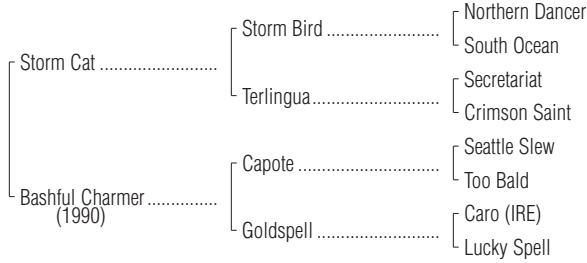 Northern Dancer
Storm Bird ..........................
South Ocean
Storm Cat ...........................
Secretariat
Terlingua .............................
Crimson Saint
Seattle Slew
Capote ................................
Too Bald
Bashful Charmer ................
(1990)
Caro (IRE)
Goldspell ............................
Lucky Spell